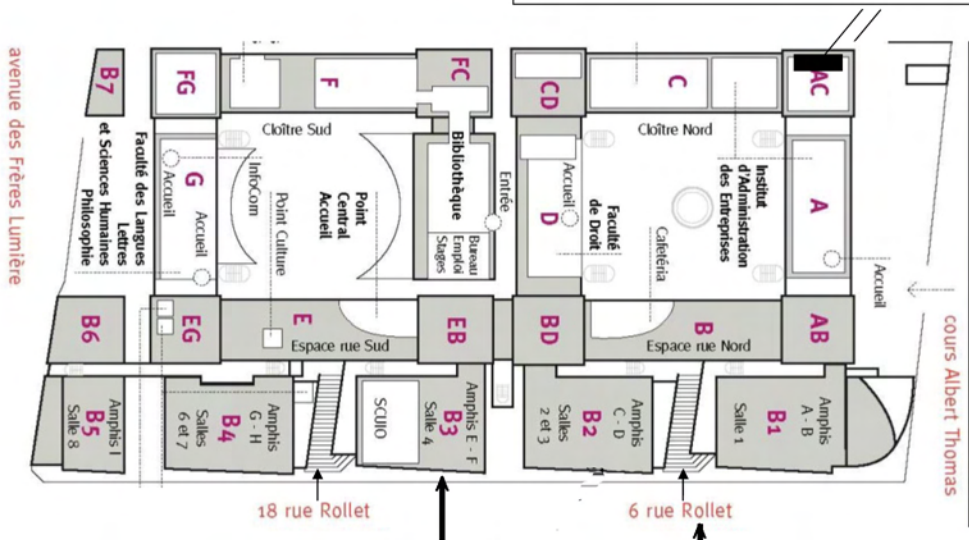 avenue des Frères Lumière
B7
FG
F
FC
CD
C
AC
Cloître Sud
Cloître Nord
Faculté des Langues
Lettres
et Sciences Humaines
Philosophie
G
Accueil
Accueil
InfoCom
Point Culture
Point
Central
Accueil
Bibliothèque
Bureau
Emploi
Stages
Entrée
D
Accueil
Faculté
de Droit
Cafetéria
Institut
d'Administration
des Entreprises
A
Accueil
cours Albert Thomas
B6
EG
E
Espace rue Sud
EB
BD
B
Espace rue Nord
AB
B5
Amphis I
Salle 8
B4
Amphis
G - H
Salles
6 et 7
SCUIO
B3
Amphis E - F
Salle 4
B2
Amphis
C - D
Salles
2 et 3
B1
Amphis
A - B
Salle 1
18 rue Rollet
6 rue Rollet